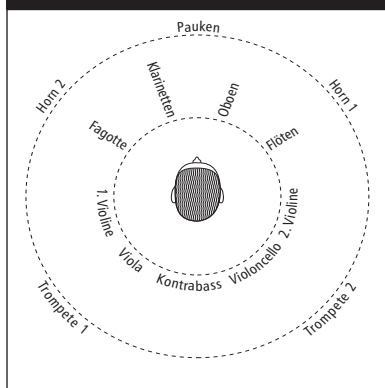 Pauken
Horn 2
Klarinetten
Oboen
Horn 1
Fagotte
Flöten
1. Violine
2. Violine
Viola
Kontrabass
Violoncello
Trompete 1
Trompete 2